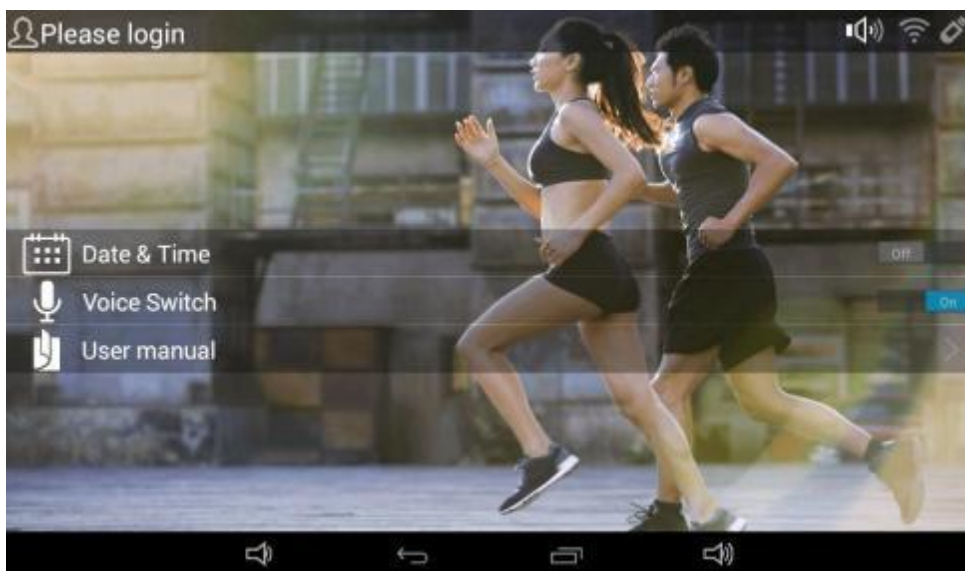 Please login
Date & Time
Off
Voice Switch
On
User manual